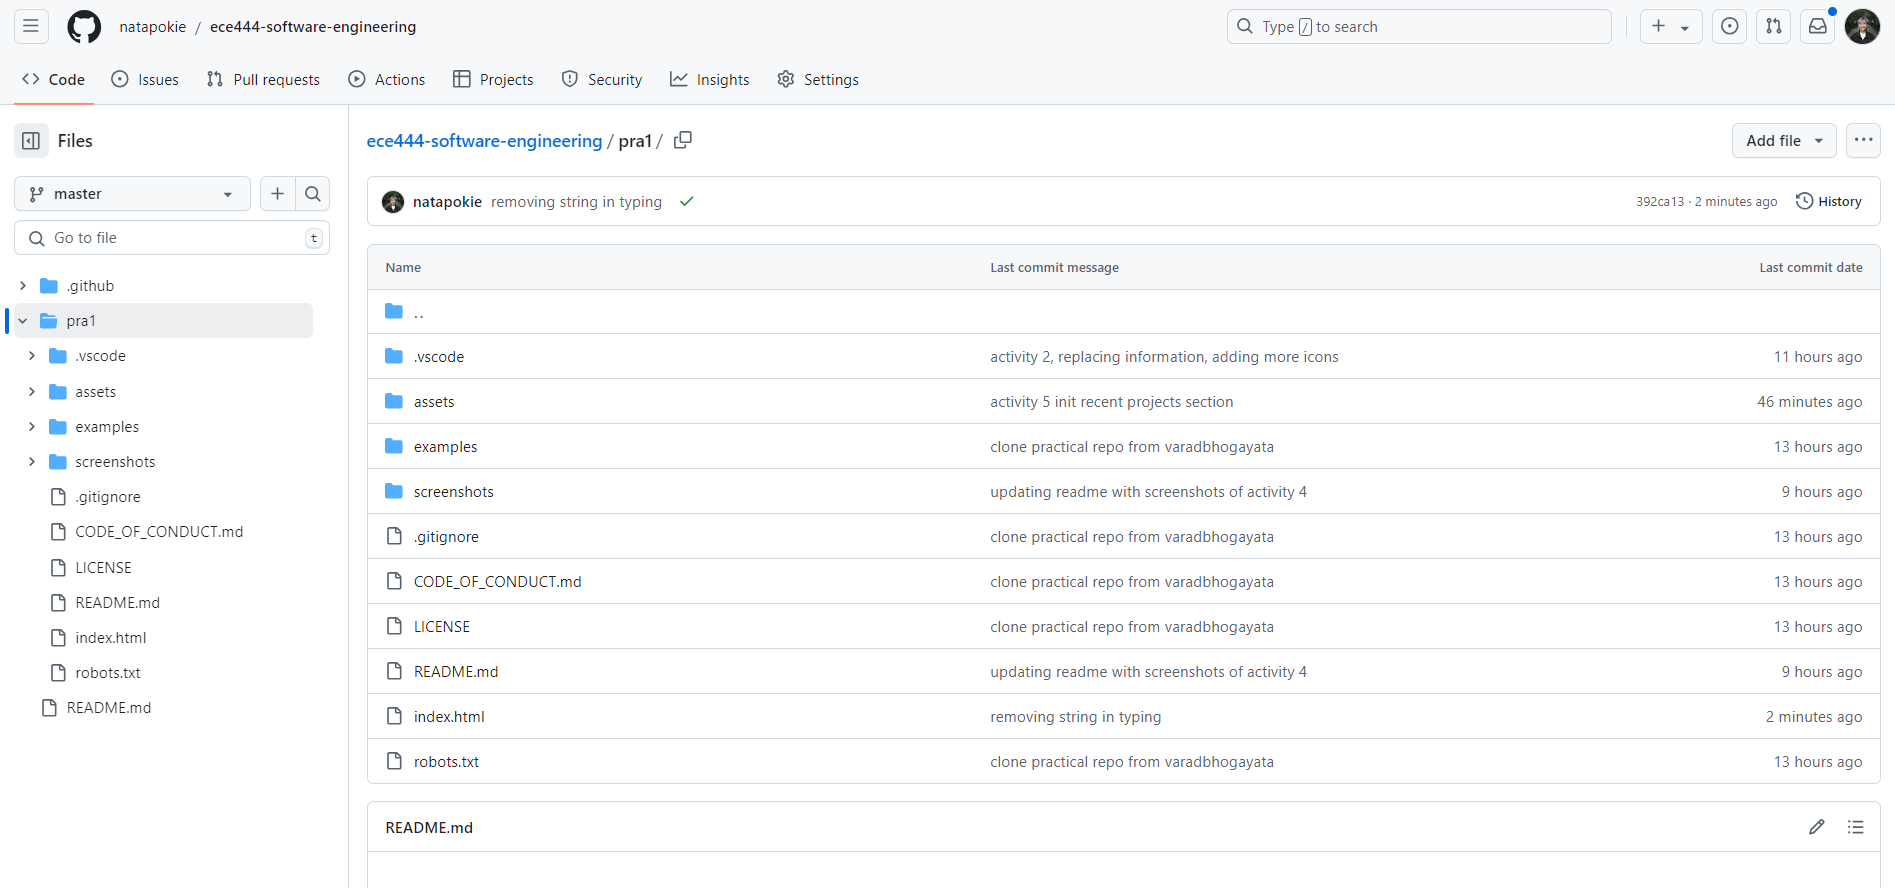 natapokie / ece444-software-engineering
Type / to search
Code Issues Pull requests Actions Projects Security Insights Settings
Files
master
Go to file t
.github
pra1
.vscode
assets
examples
screenshots
.gitignore
CODE_OF_CONDUCT.md
LICENSE
README.md
index.html
robots.txt
README.md
ece444-software-engineering / pra1 /
Add file
natapokie removing string in typing 392ca13 · 2 minutes ago History
Name Last commit message Last commit date
..
.vscode activity 2, replacing information, adding more icons 11 hours ago
assets activity 5 init recent projects section 46 minutes ago
examples clone practical repo from varadbhogayata 13 hours ago
screenshots updating readme with screenshots of activity 4 9 hours ago
.gitignore clone practical repo from varadbhogayata 13 hours ago
CODE_OF_CONDUCT.md clone practical repo from varadbhogayata 13 hours ago
LICENSE clone practical repo from varadbhogayata 13 hours ago
README.md updating readme with screenshots of activity 4 9 hours ago
index.html removing string in typing 2 minutes ago
robots.txt clone practical repo from varadbhogayata 13 hours ago
README.md